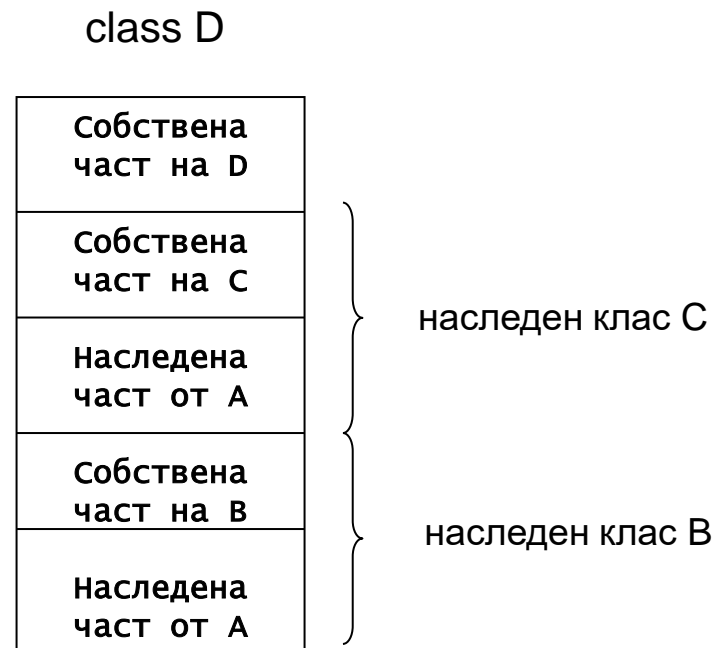 class D
Собствена
част на D
Собствена
част на C
Наследена
част от A
наследен клас C
Собствена
част на B
Наследена
част от A
наследен клас B